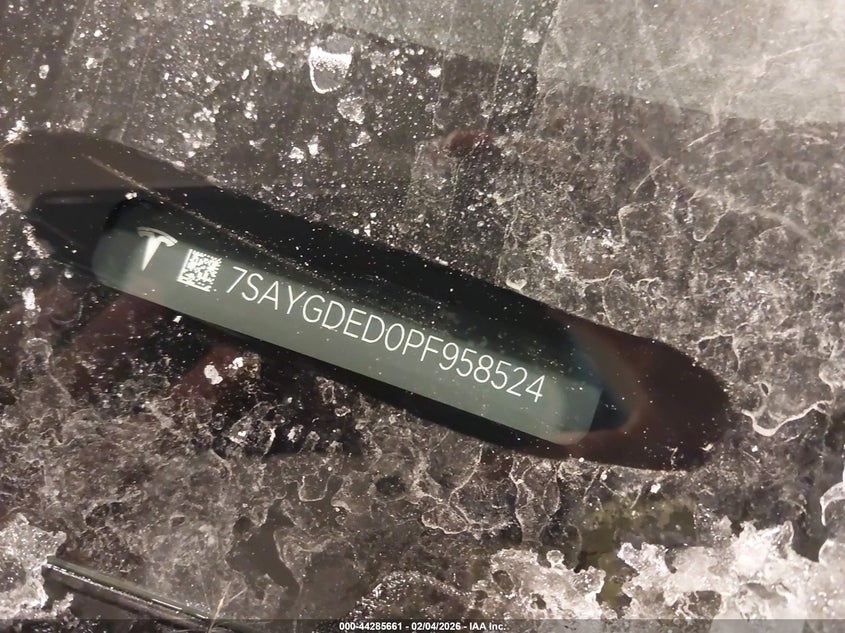 7SAYGDED0PF958524
000-44285661 - 02/04/2026 - IAA Inc.